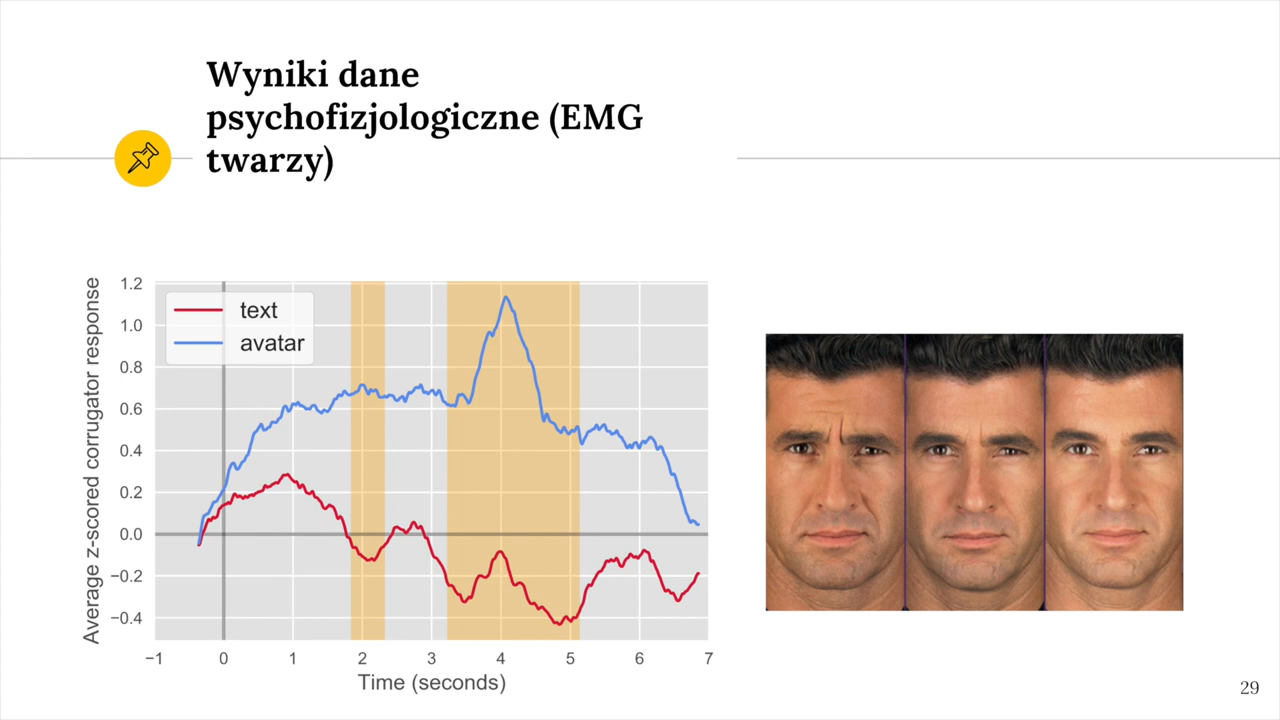 Wyniki dane
psychofizjologiczne (EMG
twarzy)
Average z-scored corrugator response
1.2
1.0
0.8
0.6
0.4
0.2
0.0
−0.2
−0.4
text
avatar
−1 0 1 2 3 4 5 6 7
Time (seconds)
29